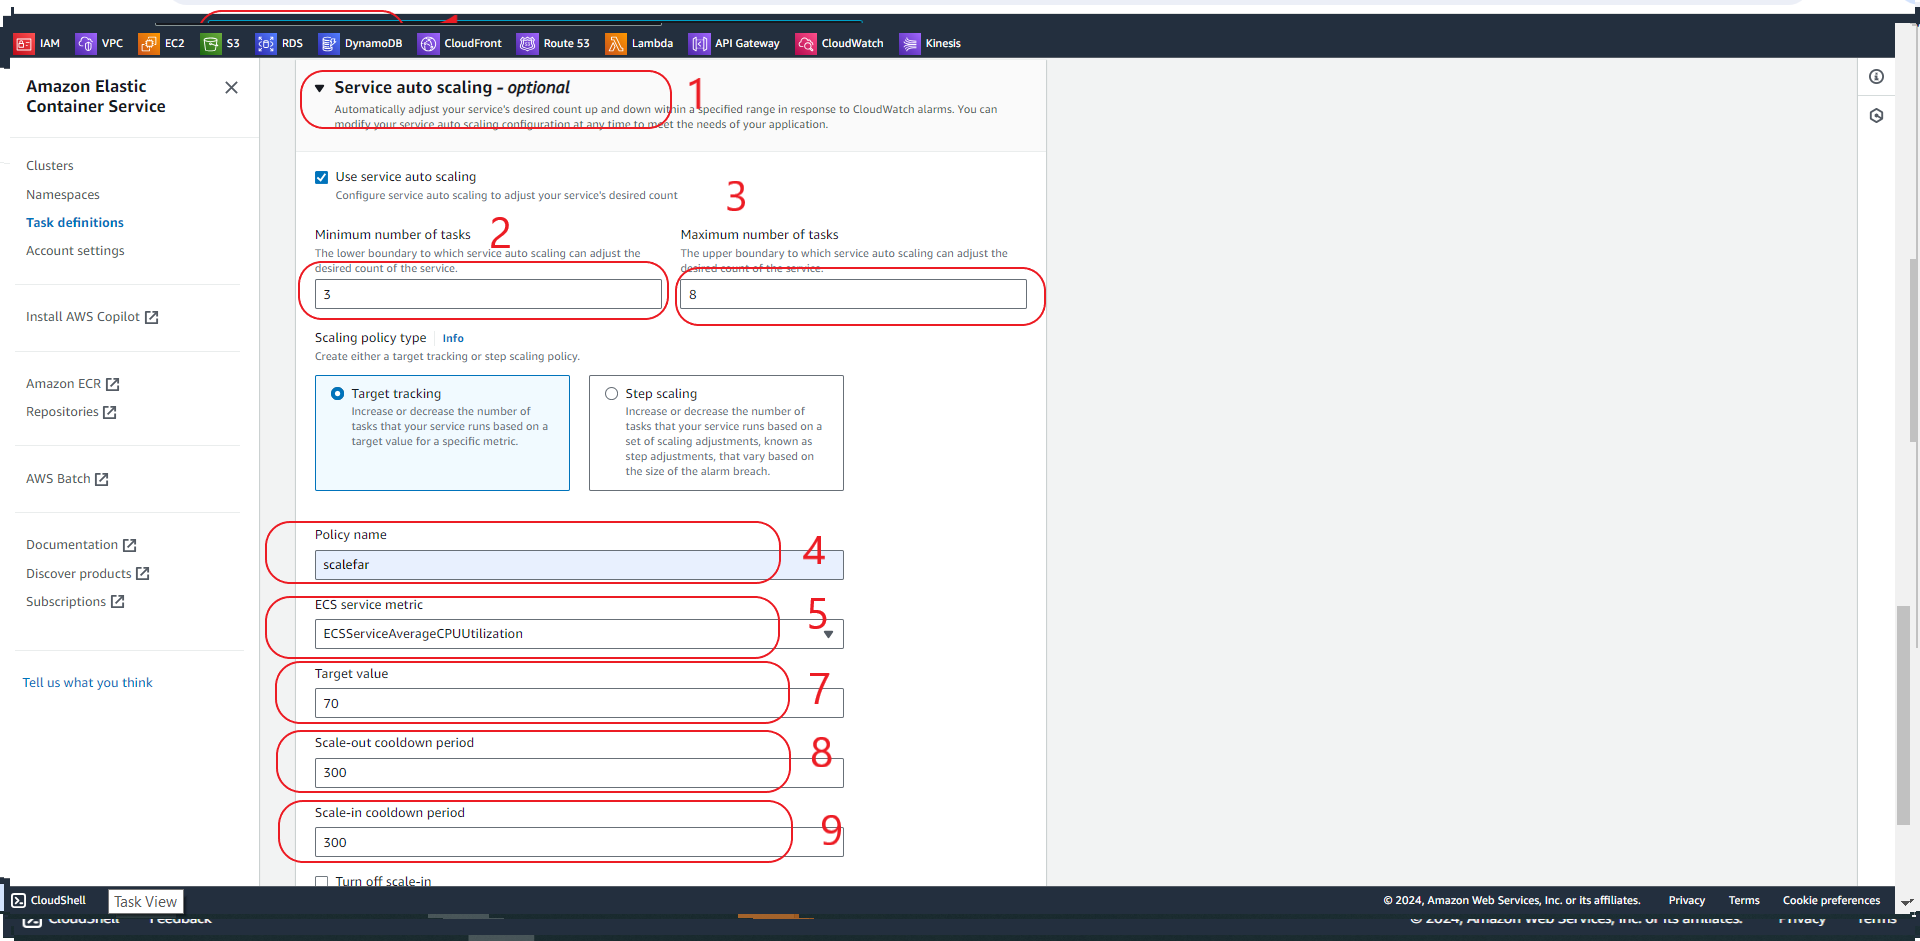 IAM VPC EC2 S3 RDS DynamoDB CloudFront Route 53 Lambda API Gateway CloudWatch Kinesis
Amazon Elastic
Container Service
Clusters
Namespaces
Task definitions
Account settings
Install AWS Copilot
Amazon ECR
Repositories
AWS Batch
Documentation
Discover products
Subscriptions
Tell us what you think
Service auto scaling - optional
1
Automatically adjust your service's desired count up and down within a specified range in response to CloudWatch alarms. You can
modify your service auto scaling configuration at any time to meet the needs of your application.
Use service auto scaling
Configure service auto scaling to adjust your service's desired count
2
Minimum number of tasks
The lower boundary to which service auto scaling can adjust the
desired count of the service.
3
3
Maximum number of tasks
The upper boundary to which service auto scaling can adjust the
desired count of the service.
8
Scaling policy type Info
Create either a target tracking or step scaling policy.
Target tracking
Increase or decrease the number of
tasks that your service runs based on a
target value for a specific metric.
Step scaling
Increase or decrease the number of
tasks that your service runs based on a
set of scaling adjustments, known as
step adjustments, that vary based on
the size of the alarm breach.
Policy name
scalefar
4
ECS service metric
ECSServiceAverageCPUUtilization
5
Target value
70
7
Scale-out cooldown period
300
8
Scale-in cooldown period
300
9
Turn off scale-in
CloudShell
Task View
© 2024, Amazon Web Services, Inc. or its affiliates. Privacy Terms Cookie preferences
CloudShell Feedback
© 2024, Amazon Web Services, Inc. or its affiliates. Privacy Terms